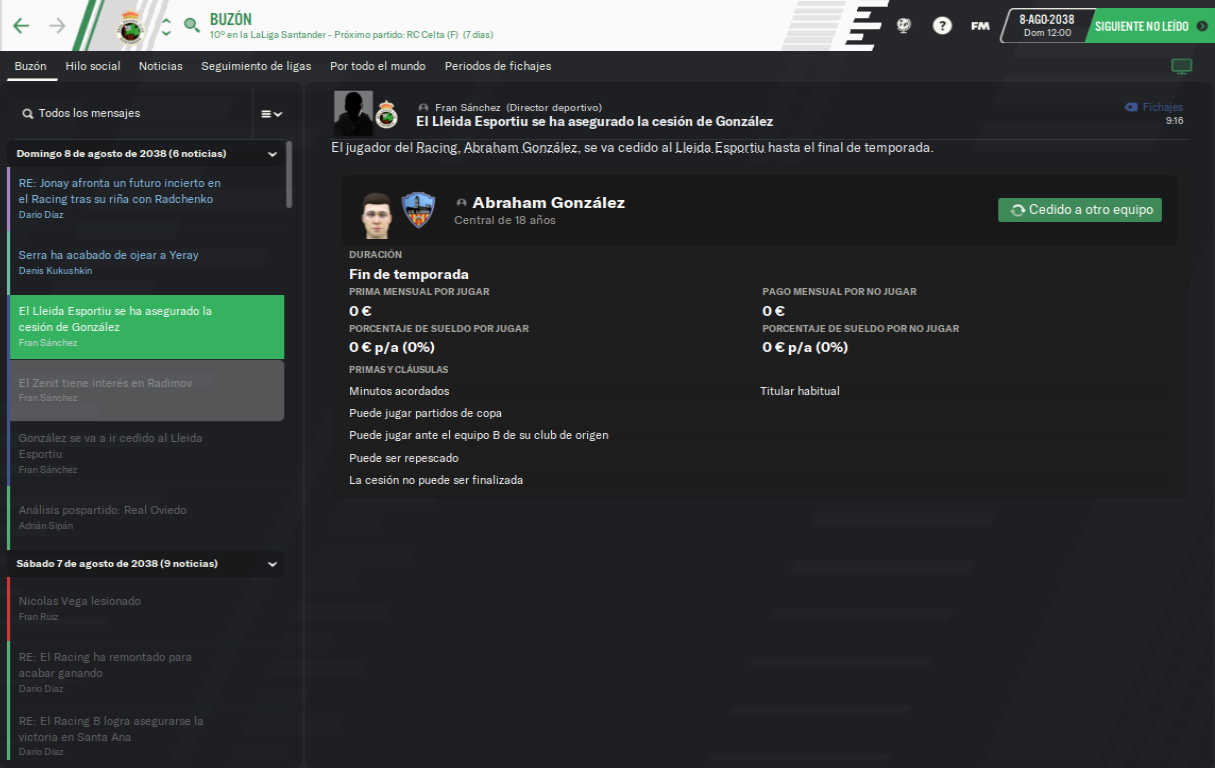 BUZÓN
10º en la LaLiga Santander - Próximo partido: RC Celta (F) (7 días)
?
FM
8-AGO-2038
Dom 12:00
SIGUIENTE NO LEÍDO
Buzón
Hilo social
Noticias
Seguimiento de ligas
Por todo el mundo
Periodos de fichajes
Todos los mensajes
Domingo 8 de agosto de 2038 (6 noticias)
RE: Jonay afronta un futuro incierto en
el Racing tras su riña con Radchenko
Darío Díaz
Serra ha acabado de ojear a Yeray
Denis Kukushkin
El Lleida Esportiu se ha asegurado la
cesión de González
Fran Sánchez
El Zenit tiene interés en Radimov
Fran Sánchez
González se va a ir cedido al Lleida
Esportiu
Fran Sánchez
Análisis pospartido: Real Oviedo
Adrián Sipán
Sábado 7 de agosto de 2038 (9 noticias)
Nicolas Vega lesionado
Fran Ruiz
RE: El Racing ha remontado para
acabar ganando
Darío Díaz
RE: El Racing B logra asegurarse la
victoria en Santa Ana
Darío Díaz
Fran Sánchez (Director deportivo)
El Lleida Esportiu se ha asegurado la cesión de González
Fichajes
9:16
El jugador del Racing, Abraham González, se va cedido al Lleida Esportiu hasta el final de temporada.
Abraham González
Central de 18 años
Cedido a otro equipo
DURACIÓN
Fin de temporada
PRIMA MENSUAL POR JUGAR
PAGO MENSUAL POR NO JUGAR
0 €
0 €
PORCENTAJE DE SUELDO POR JUGAR
PORCENTAJE DE SUELDO POR NO JUGAR
0 € p/a (0%)
0 € p/a (0%)
PRIMAS Y CLÁUSULAS
Minutos acordados
Titular habitual
Puede jugar partidos de copa
Puede jugar ante el equipo B de su club de origen
Puede ser repescado
La cesión no puede ser finalizada